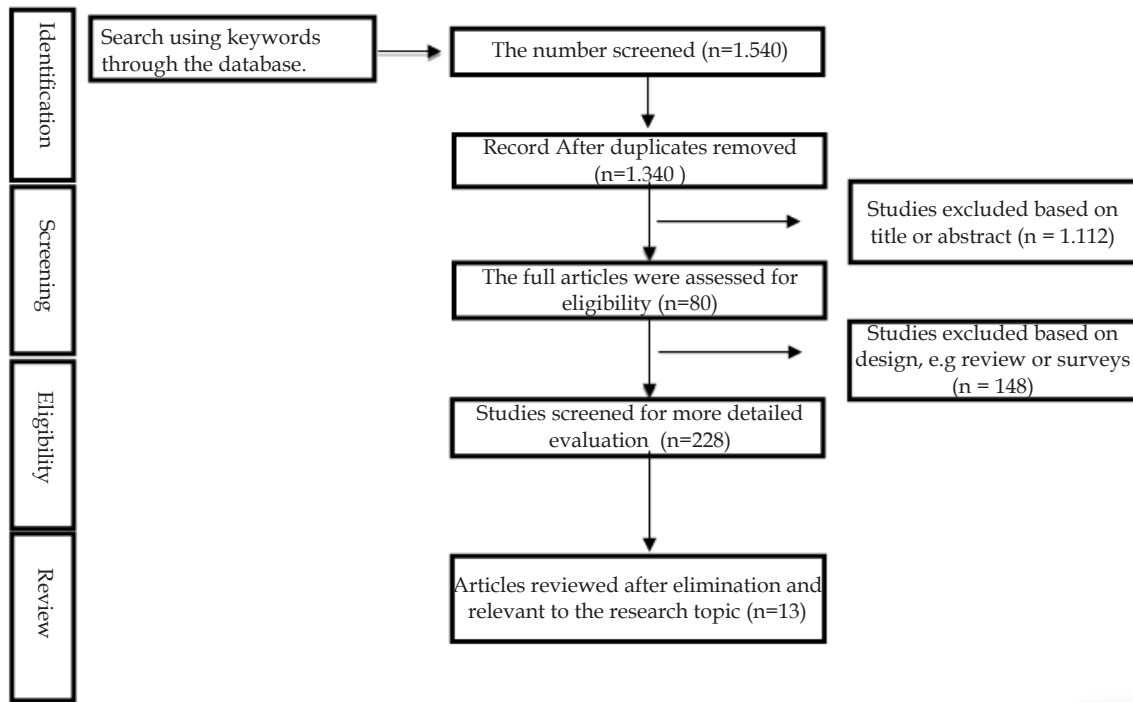 Identification
Search using keywords
through the database.
The number screened (n=1.540)
Record After duplicates removed
(n=1.340 )
Screening
Studies excluded based on
title or abstract (n = 1.112)
The full articles were assessed for
eligibility (n=80)
Studies excluded based on
design, e.g review or surveys
(n = 148)
Eligibility
Studies screened for more detailed
evaluation (n=228)
Review
Articles reviewed after elimination and
relevant to the research topic (n=13)